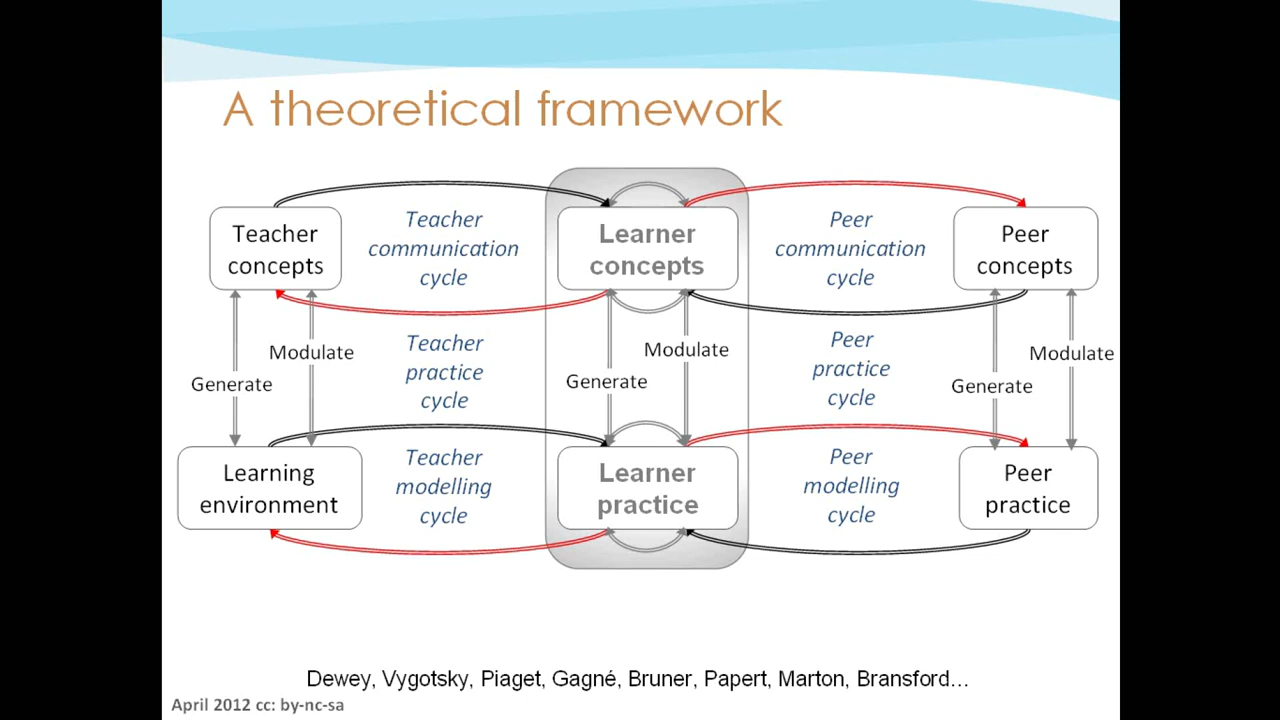 A theoretical framework
Teacher
concepts
Teacher
communication
cycle
Learner
concepts
Peer
communication
cycle
Peer
concepts
Generate
Modulate
Teacher
practice
cycle
Generate
Modulate
Peer
practice
cycle
Generate
Modulate
Learning
environment
Teacher
modelling
cycle
Learner
practice
Peer
modelling
cycle
Peer
practice
Dewey, Vygotsky, Piaget, Gagné, Bruner, Papert, Marton, Bransford…
April 2012 cc: by-nc-sa